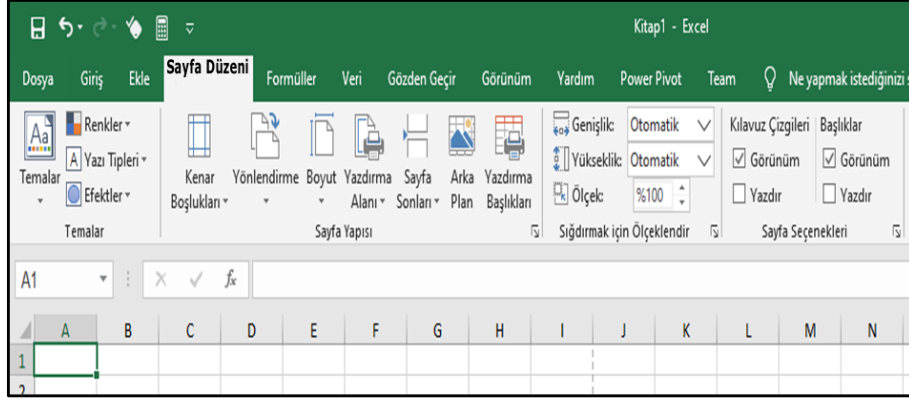 Kitap1 - Excel
Dosya Giriş Ekle Sayfa Düzeni Formüller Veri Gözden Geçir Görünüm Yardım Power Pivot Team Ne yapmak istediğinizi
Aa Renkler Genişlik: Otomatik Kılavuz Çizgileri Başlıklar
A Yazı Tipleri Yükseklik: Otomatik Görünüm Görünüm
Temalar Kenar Yönlendirme Boyut Yazdırma Sayfa Arka Yazdırma
Efektler Boşlukları Alanı Sonları Plan Başlıkları Ölçek: %100 Yazdır Yazdır
Temalar Sayfa Yapısı Sığdırmak için Ölçeklendir Sayfa Seçenekleri
A1 fx
A B C D E F G H I J K L M N
1
2